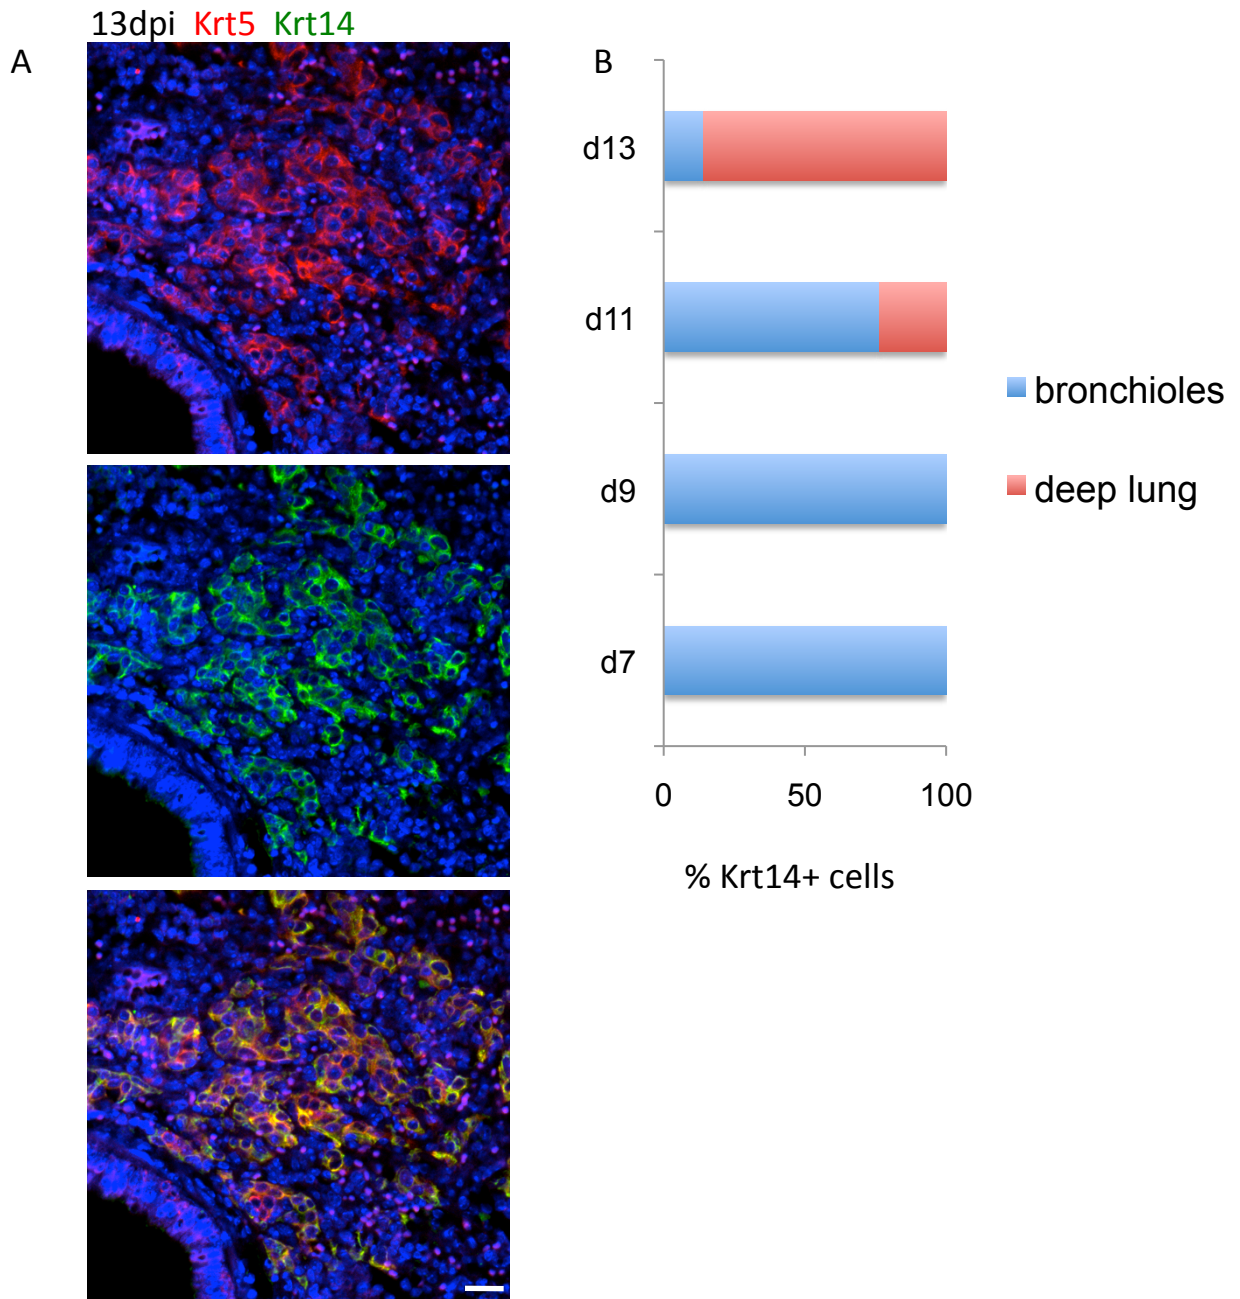 13dpi Krt5 Krt14
A
B
d13
d11
bronchioles
d9
deep lung
d7
0 50 100
% Krt14+ cells